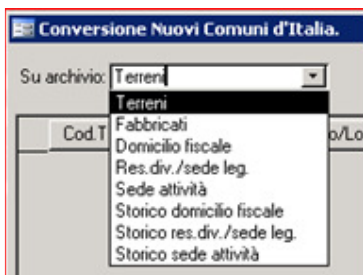 Conversione Nuovi Comuni d'Italia.
Su archivio: Terreni
Terreni
Cod.T
Fabbricati
Domicilio fiscale
Res.div./sede leg.
Sede attività
Storico domicilio fiscale
Storico res.div./sede leg.
Storico sede attività